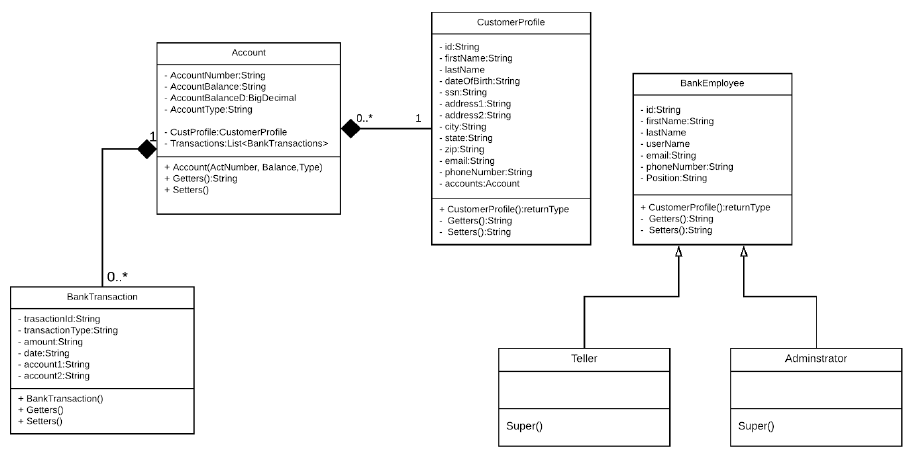 Account
- AccountNumber:String
- AccountBalance:String
- AccountBalanceD:BigDecimal
- AccountType:String
- CustProfile:CustomerProfile
- Transactions:List<BankTransactions>
+ Account(ActNumber, Balance,Type)
+ Getters():String
+ Setters()
0..*
1
CustomerProfile
- id:String
- firstName:String
- lastName
- dateOfBirth:String
- ssn:String
- address1:String
- address2:String
- city:String
- state:String
- zip:String
- email:String
- phoneNumber:String
- accounts:Account
+ CustomerProfile():returnType
- Getters():String
- Setters():String
BankEmployee
- id:String
- firstName:String
- lastName
- userName
- email:String
- phoneNumber:String
- Position:String
+ CustomerProfile():returnType
- Getters():String
- Setters():String
1
0..*
BankTransaction
- trasactionId:String
- transactionType:String
- amount:String
- date:String
- account1:String
- account2:String
+ BankTransaction()
+ Getters()
+ Setters()
Teller
Super()
Adminstrator
Super()